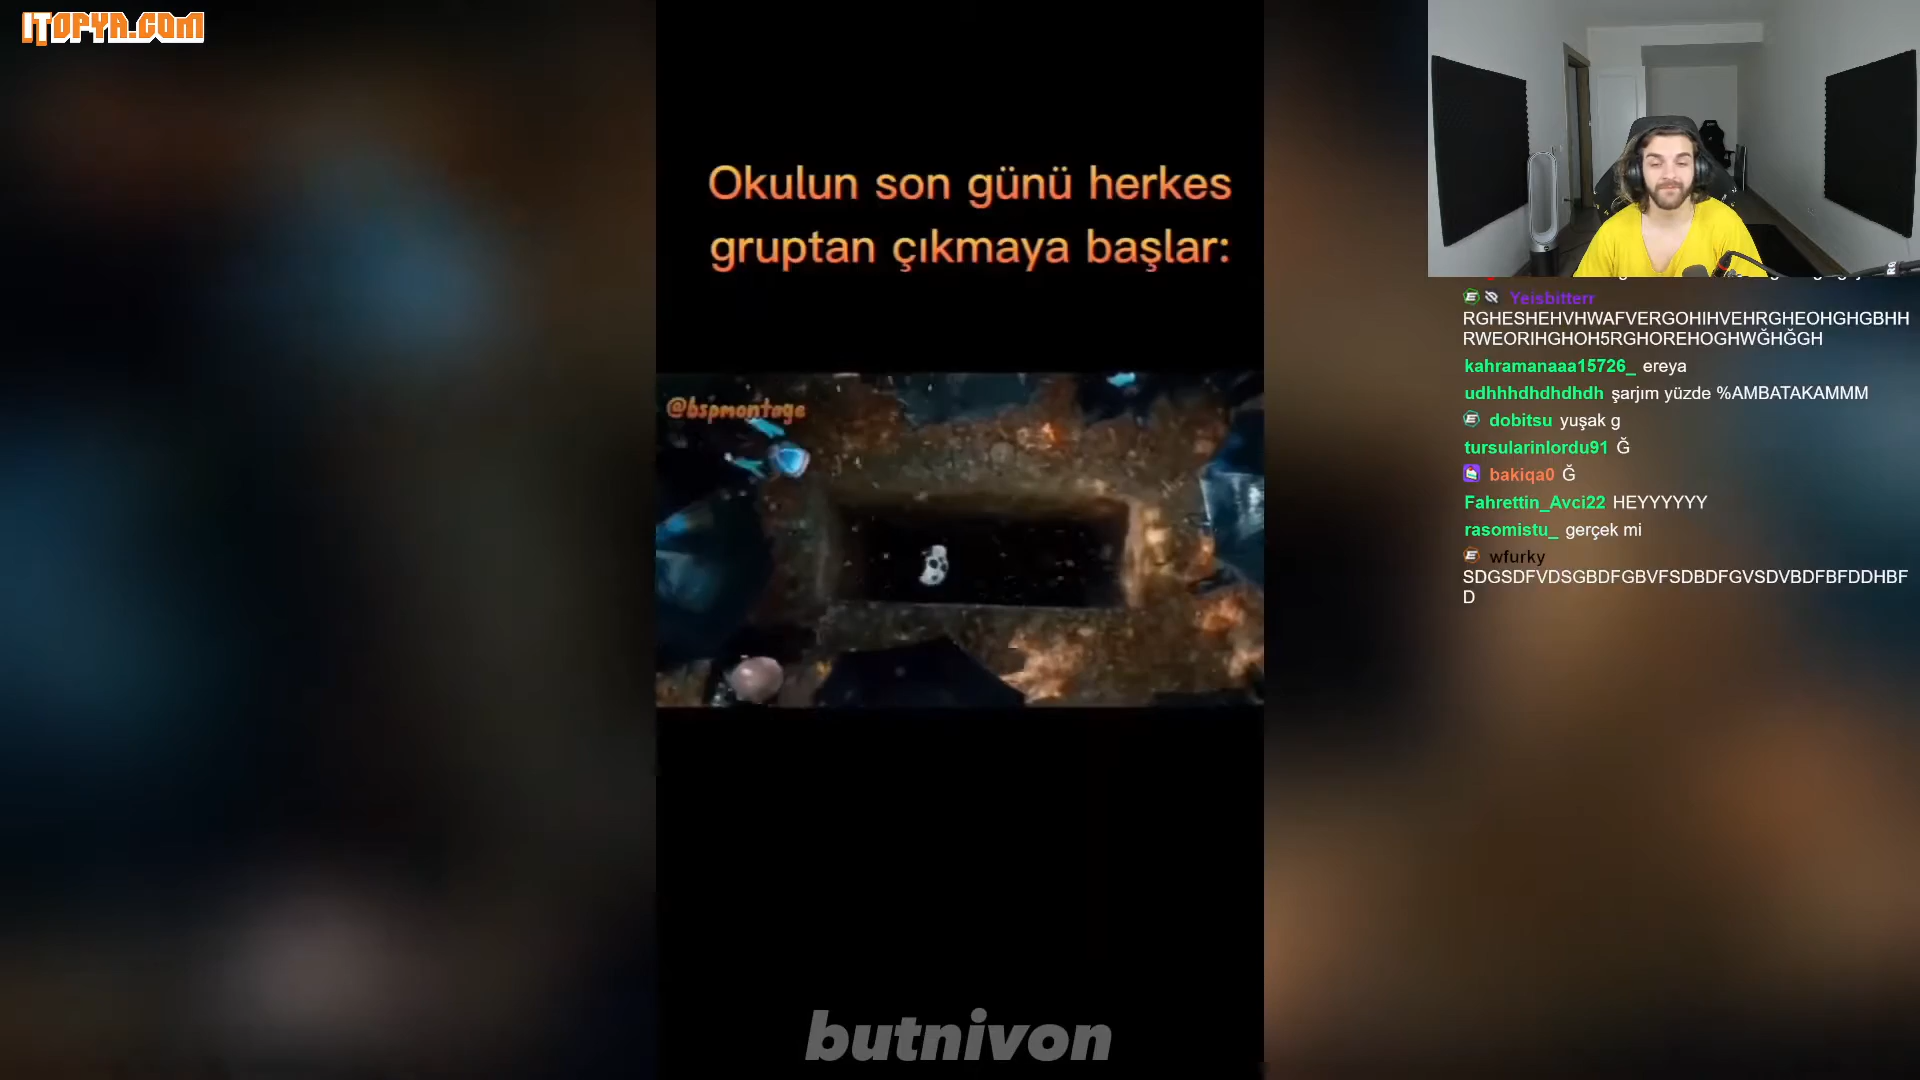 ITOPYA.COM
Okulun son günü herkes
gruptan çıkmaya başlar:
@bspmontage
butnivon
Yeisbitterr
RGHESHEHVHWAFVERGOHIHVEHRGHEOHGHGBHH
RWEORIHGHOH5RGHOREHOGHWĞHĞGH
kahramanaaa15726_ ereya
udhhhdhdhdhdh şarjım yüzde %AMBATAKAMMM
dobitsu yuşak g
tursularinlordu91 Ğ
bakiqa0 Ğ
Fahrettin_Avci22 HEYYYYYY
rasomistu_ gerçek mi
wfurky
SDGSDFVDSGBDFGBVFSDBDFGVSDVBDFBFDDHBF
D